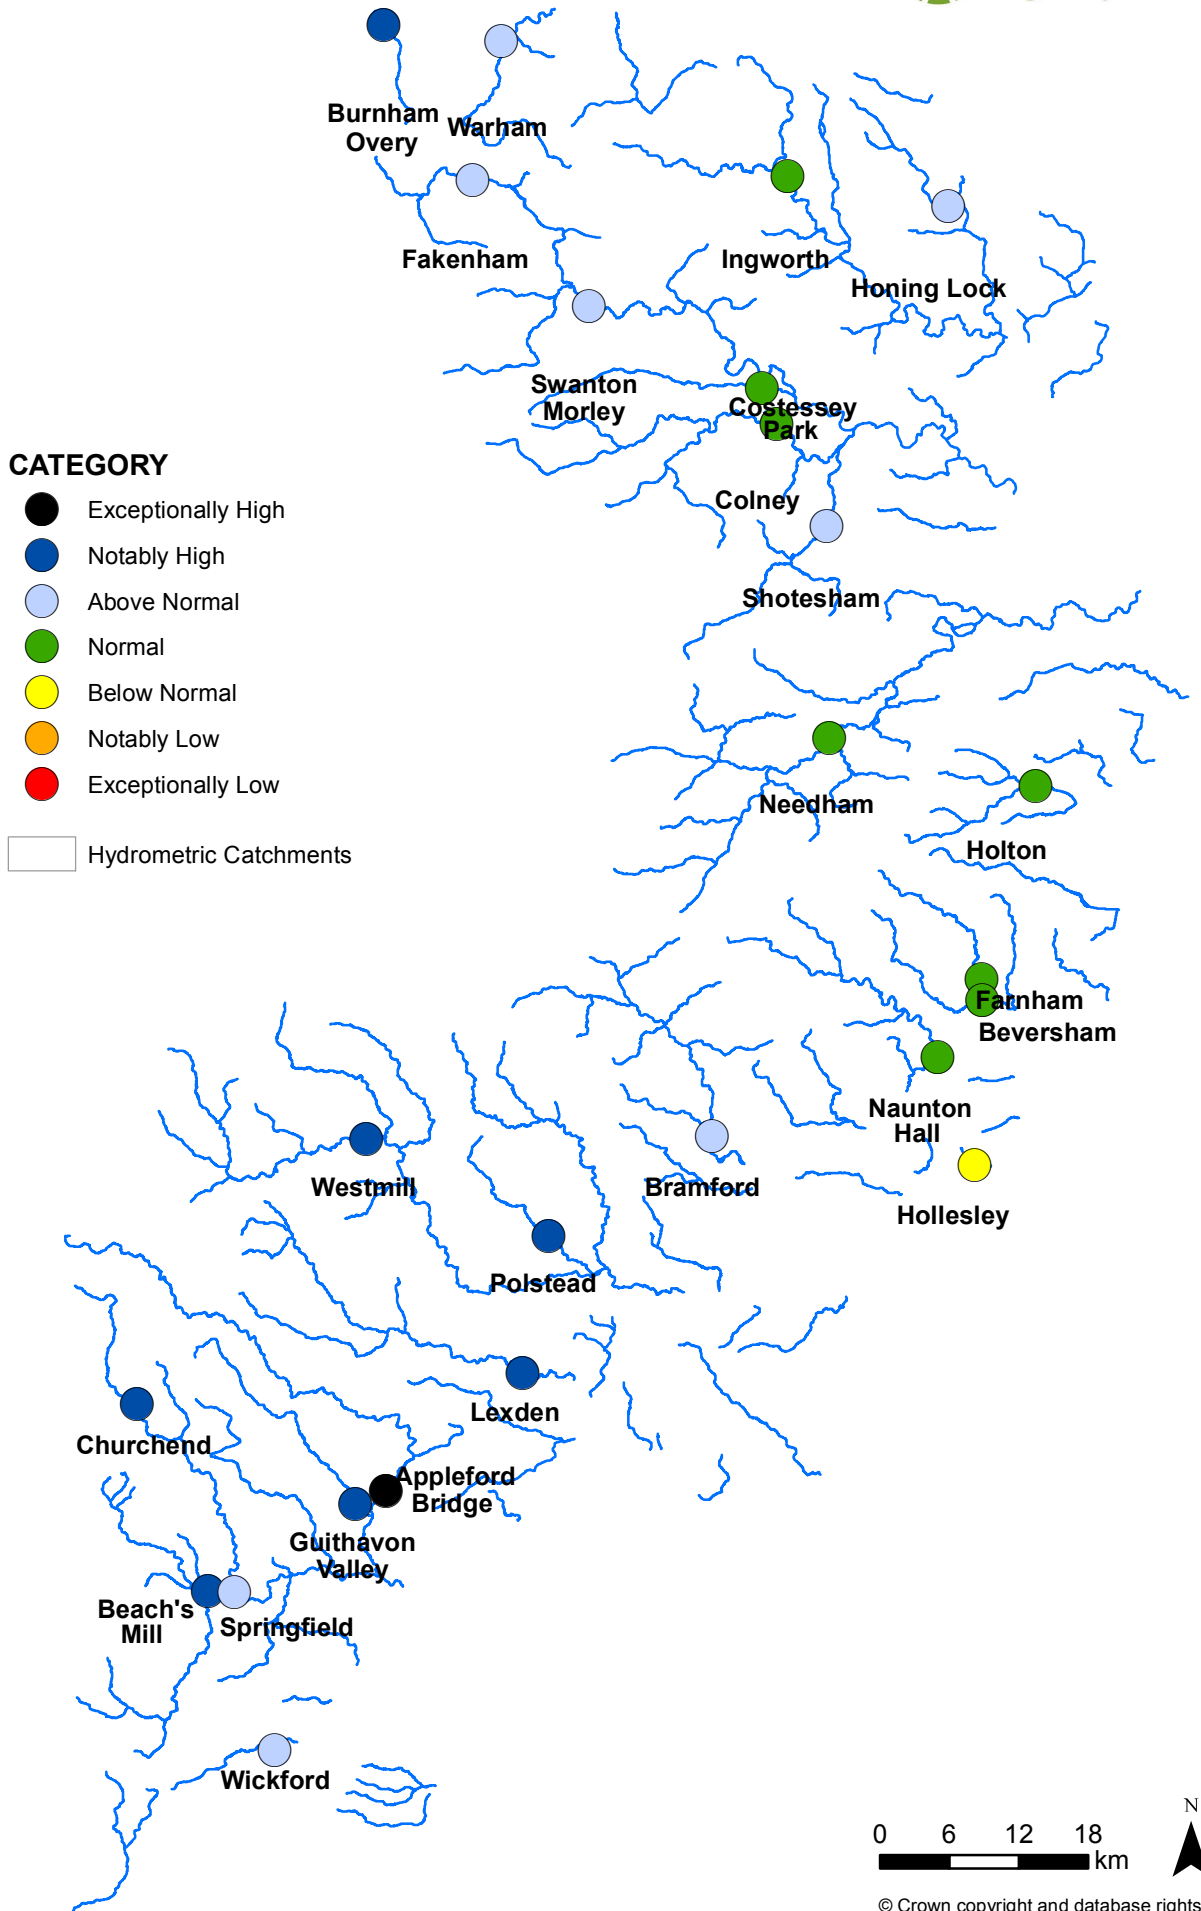 Burnham
Overy
Warham
Fakenham
Ingworth
Honing Lock
Swanton
Morley
Costessey
Park
CATEGORY
Exceptionally High
Notably High
Above Normal
Normal
Below Normal
Notably Low
Exceptionally Low
Hydrometric Catchments
Colney
Shotesham
Needham
Holton
Farnham
Beversham
Naunton
Hall
Westmill
Bramford
Hollesley
Polstead
Lexden
Churchend
Appleford
Bridge
Guithavon
Valley
Beach's
Mill
Springfield
Wickford
N
0 6 12 18
km
© Crown copyright and database rights